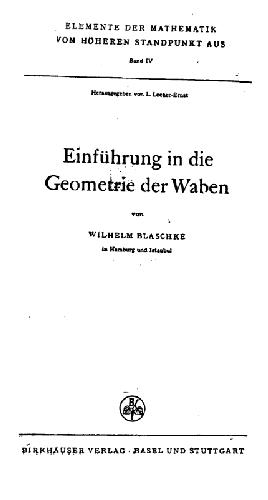 ELEMENTE DER MATHEMATIK
VOM HÖHEREN STANDPUNKT AUS
Band IV
Herausgegeben von L. Locher-Ernst
Einführung in die
Geometrie der Waben
von
WILHELM BLASCHKE
in Hamburg und Istanbul
BIRKHÄUSER VERLAG · BASEL UND STUTTGART